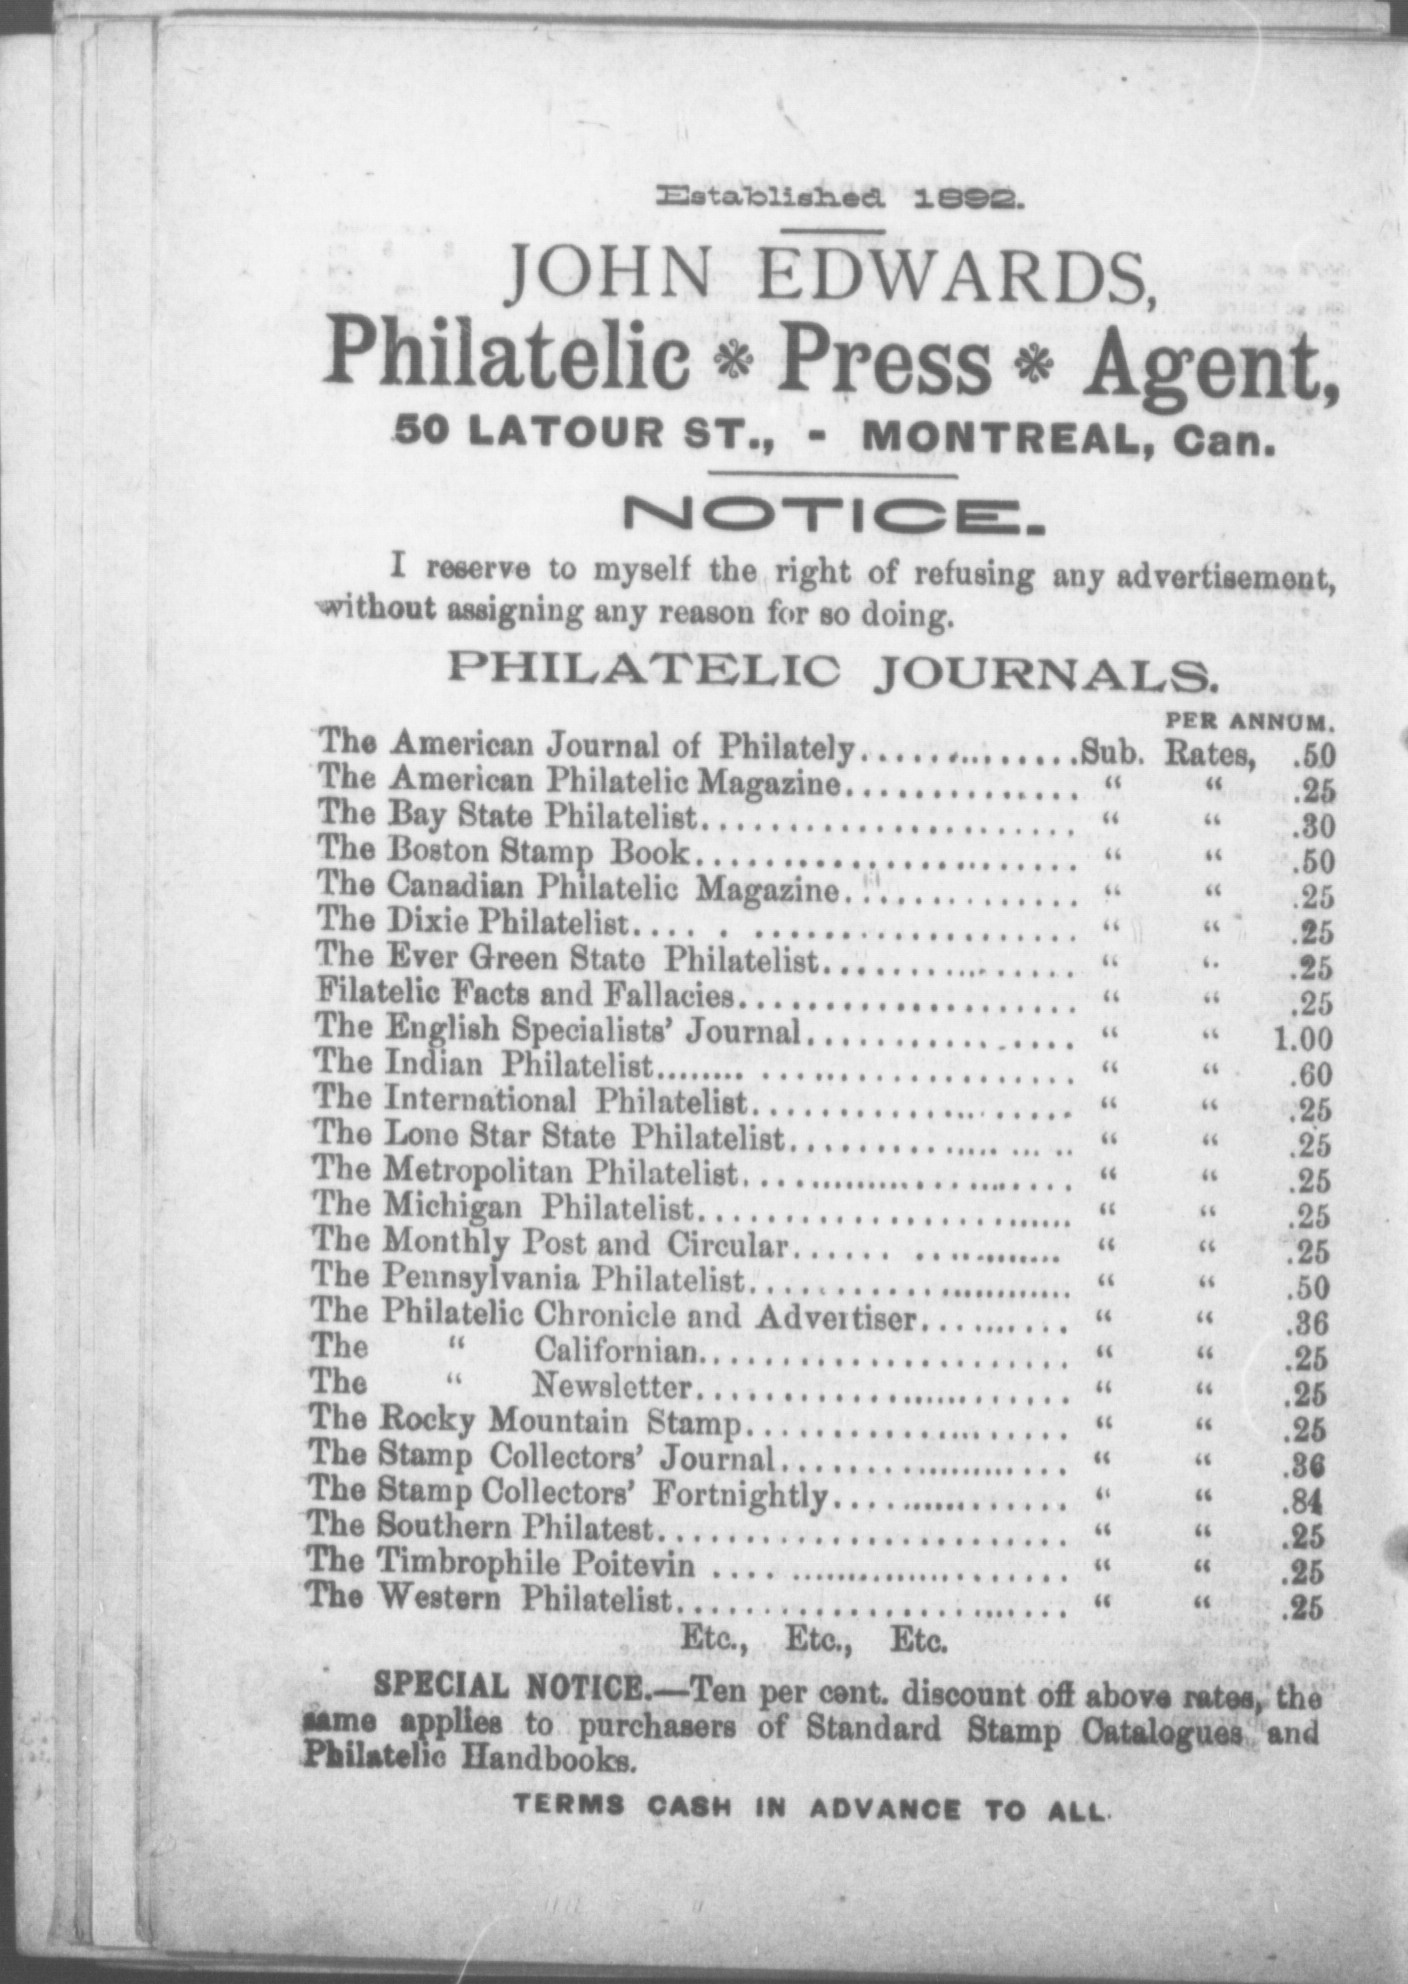 Established 1892.
JOHN EDWARDS,
Philatelic * Press * Agent,
50 LATOUR ST., - MONTREAL, Can.
NOTICE.
I reserve to myself the right of refusing any advertisement,
without assigning any reason for so doing.
PHILATELIC JOURNALS.
PER ANNUM.
The American Journal of Philately............... Sub. Rates, .50
The American Philatelic Magazine............... “ “ .25
The Bay State Philatelist....................... “ “ .30
The Boston Stamp Book....................... “ “ .50
The Canadian Philatelic Magazine............... “ “ .25
The Dixie Philatelist.... . .................... “ “ .25
The Ever Green State Philatelist................ “ “ .25
Filatelic Facts and Fallacies.................... “ “ .25
The English Specialists’ Journal................ “ “ 1.00
The Indian Philatelist........ .................. “ “ .60
The International Philatelist.................... “ “ .25
The Lone Star State Philatelist............... ... .. “ “ .25
The Metropolitan Philatelist.................... “ “ .25
The Michigan Philatelist....................... “ “ .25
The Monthly Post and Circular...... ............ “ “ .25
The Pennsylvania Philatelist.................... “ “ .50
The Philatelic Chronicle and Advertiser........... “ “ .36
The “ Californian....................... “ “ .25
The “ Newsletter....................... “ “ .25
The Rocky Mountain Stamp.................... “ “ .25
The Stamp Collectors’ Journal.................. “ “ .36
The Stamp Collectors’ Fortnightly............... “ “ .84
The Southern Philatest........................ “ “ .25
The Timbrophile Poitevin .... .................. “ “ .25
The Western Philatelist....................... “ “ .25
Etc., Etc., Etc.
SPECIAL NOTICE.—Ten per cent. discount off above rates, the
same applies to purchasers of Standard Stamp Catalogues and
Philatelic Handbooks.
TERMS CASH IN ADVANCE TO ALL.